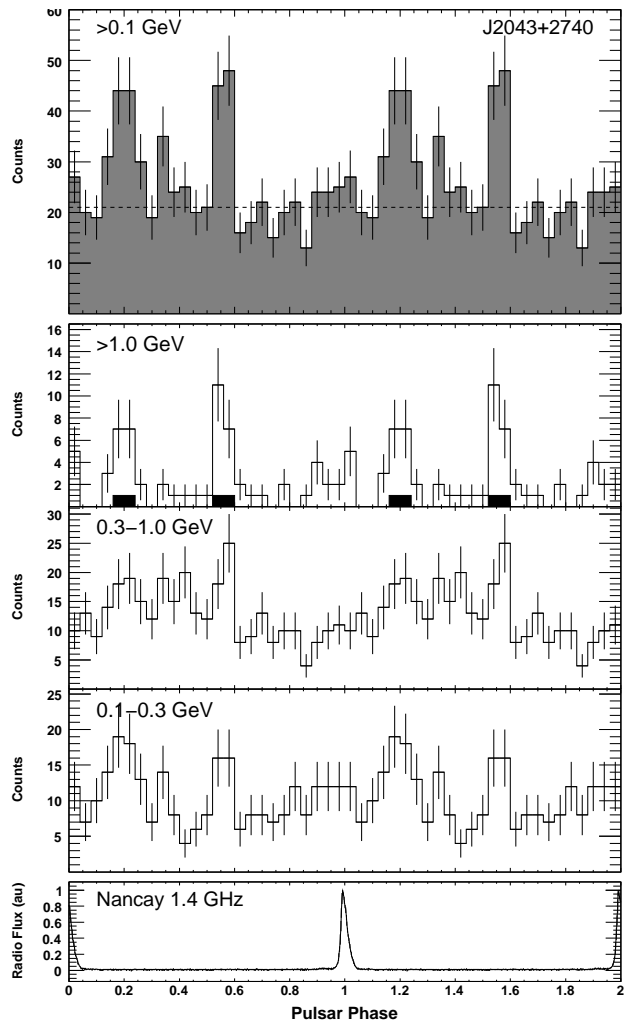 >0.1 GeV J2043+2740
60
50
40
30
20
10
Counts
>1.0 GeV
16
14
12
10
8
6
4
2
Counts
0.3−1.0 GeV
30
25
20
15
10
5
Counts
0.1−0.3 GeV
25
20
15
10
5
Counts
Nancay 1.4 GHz
1
0.8
0.6
0.4
0.2
0
Radio Flux (au)
0 0.2 0.4 0.6 0.8 1 1.2 1.4 1.6 1.8 2
Pulsar Phase